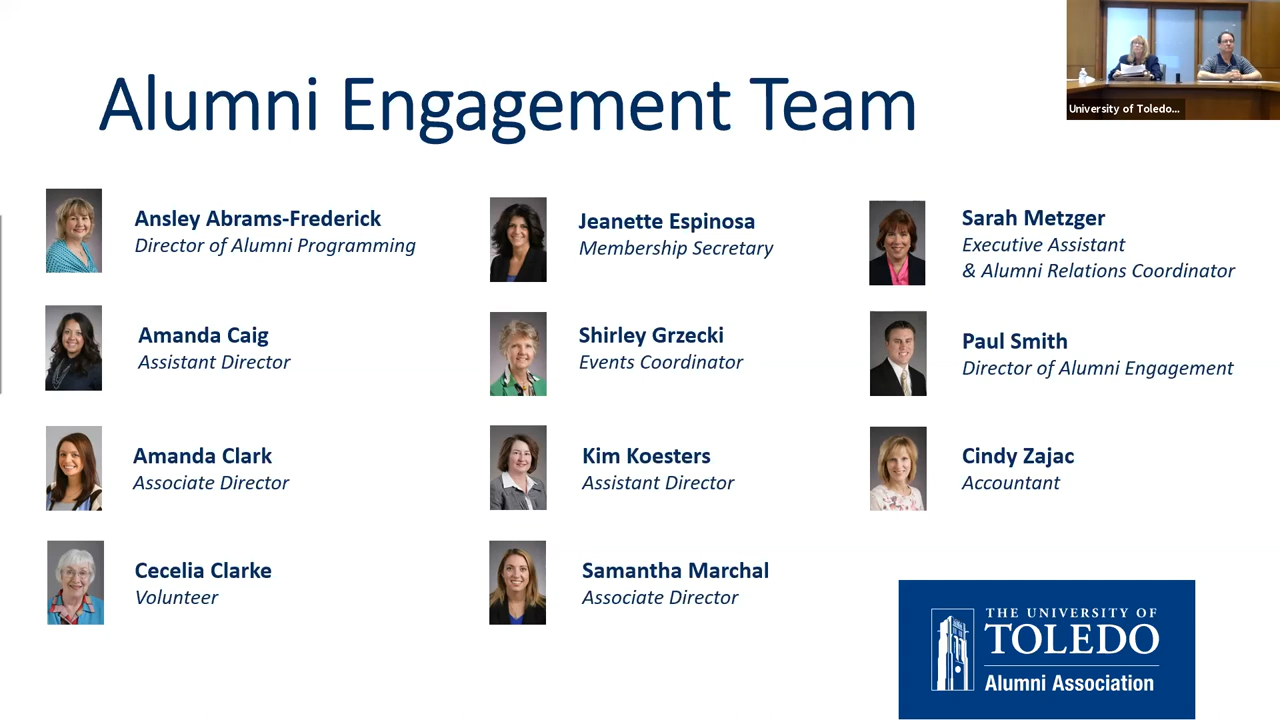 University of Toledo...
Alumni Engagement Team
Ansley Abrams-Frederick
Director of Alumni Programming
Amanda Caig
Assistant Director
Amanda Clark
Associate Director
Cecelia Clarke
Volunteer
Jeanette Espinosa
Membership Secretary
Shirley Grzecki
Events Coordinator
Kim Koesters
Assistant Director
Samantha Marchal
Associate Director
Sarah Metzger
Executive Assistant
& Alumni Relations Coordinator
Paul Smith
Director of Alumni Engagement
Cindy Zajac
Accountant
THE UNIVERSITY OF
TOLEDO
Alumni Association